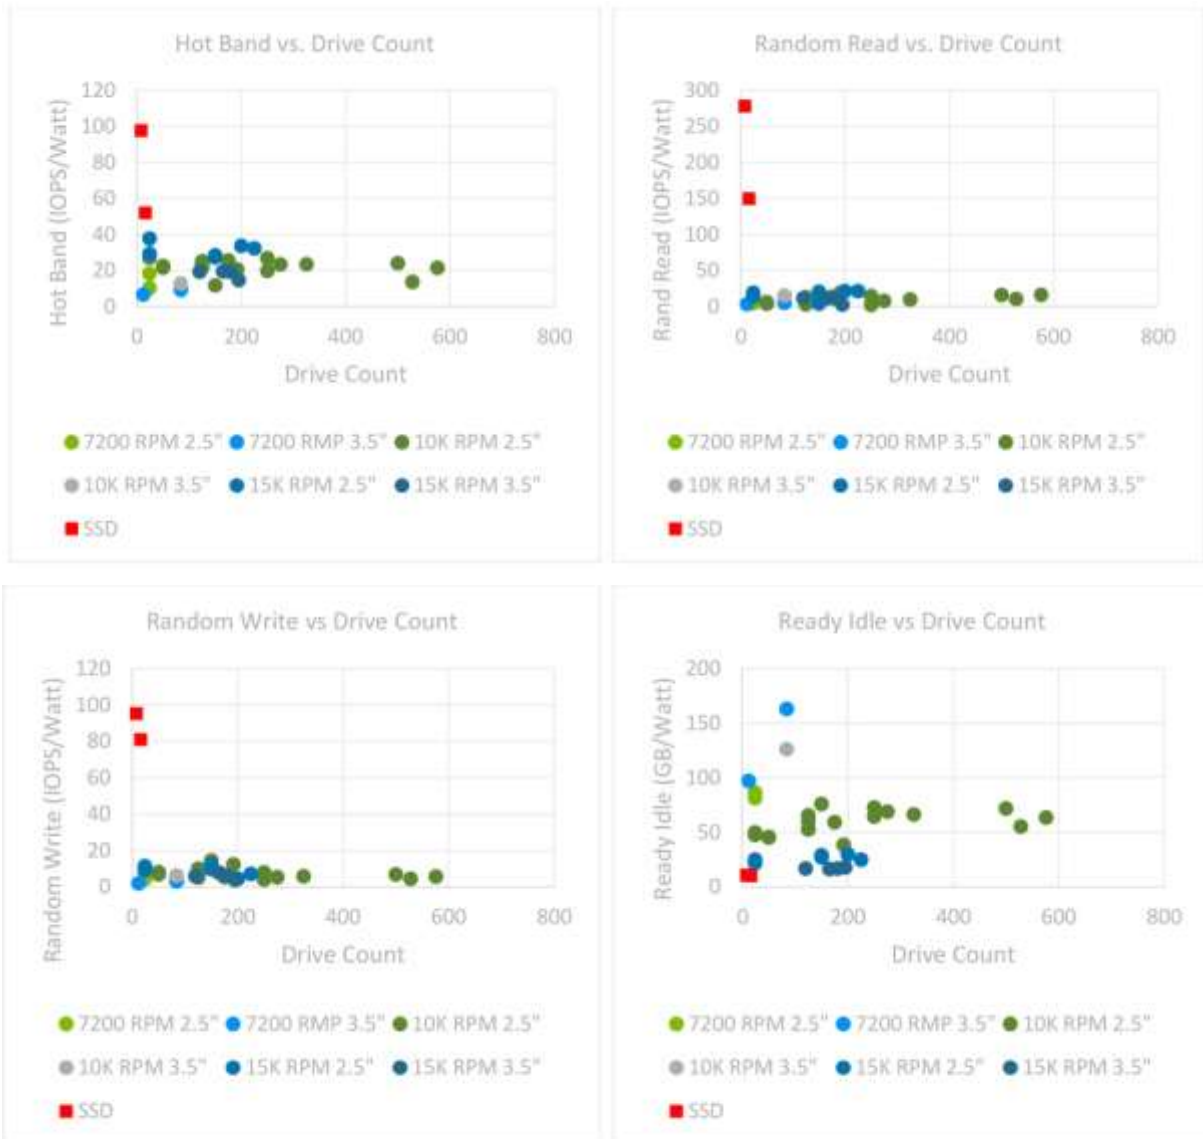 Hot Band vs. Drive Count
120
100
80
60
40
20
0
Hot Band (IOPS/Watt)
0 200 400 600 800
Drive Count
7200 RPM 2.5" 7200 RMP 3.5" 10K RPM 2.5"
10K RPM 3.5" 15K RPM 2.5" 15K RPM 3.5"
SSD
Random Read vs. Drive Count
300
250
200
150
100
50
0
Rand Read (IOPS/Watt)
0 200 400 600 800
Drive Count
7200 RPM 2.5" 7200 RMP 3.5" 10K RPM 2.5"
10K RPM 3.5" 15K RPM 2.5" 15K RPM 3.5"
SSD
Random Write vs Drive Count
120
100
80
60
40
20
0
Random Write (IOPS/Watt)
0 200 400 600 800
Drive Count
7200 RPM 2.5" 7200 RMP 3.5" 10K RPM 2.5"
10K RPM 3.5" 15K RPM 2.5" 15K RPM 3.5"
SSD
Ready Idle vs Drive Count
200
150
100
50
0
Ready Idle (GB/Watt)
0 200 400 600 800
Drive Count
7200 RPM 2.5" 7200 RMP 3.5" 10K RPM 2.5"
10K RPM 3.5" 15K RPM 2.5" 15K RPM 3.5"
SSD